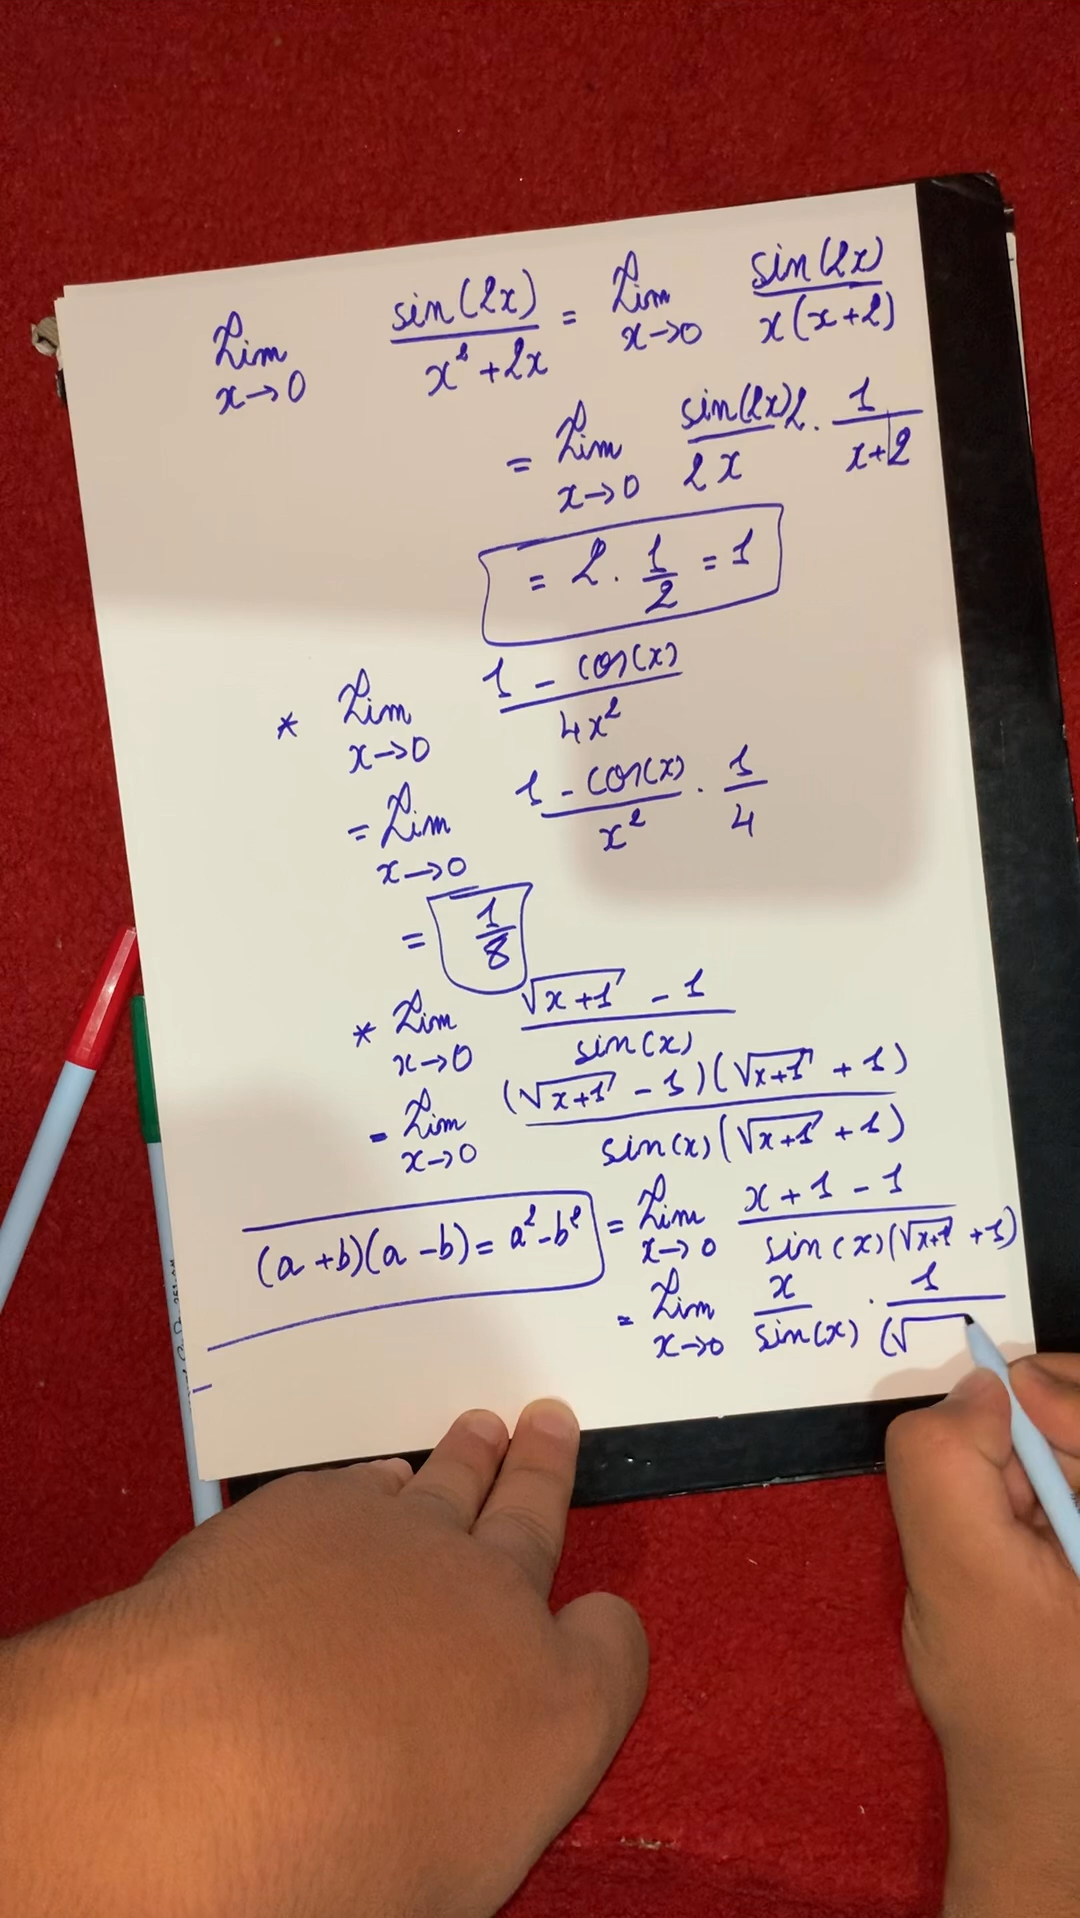 Lim x→0 sin(2x)/(x²+2x) = Lim x→0 sin(2x)/(x(x+2))
= Lim x→0 sin(2x)/(2x) 2 . 1/(x+2)
= 2 . 1/2 = 1
* Lim x→0 (1 - cos(x))/(4x²)
= Lim x→0 (1 - cos(x))/x² . 1/4
= 1/8
* Lim x→0 (√(x+1) - 1)/sin(x)
= Lim x→0 ((√(x+1) - 1)(√(x+1) + 1))/(sin(x)(√(x+1) + 1))
(a+b)(a-b) = a²-b²
= Lim x→0 (x+1-1)/(sin(x)(√(x+1) + 1))
= Lim x→0 x/sin(x) . 1/(√